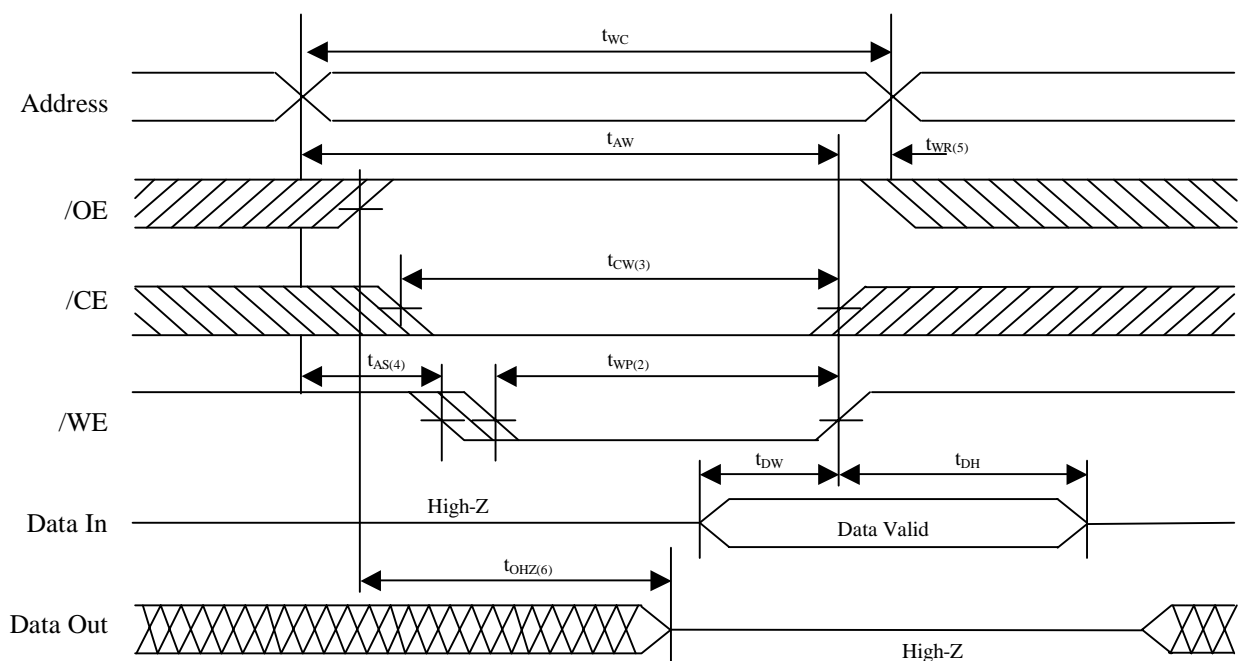 tWC
Address
tAW
tWR(5)
/OE
tCW(3)
/CE
tAS(4)
tWP(2)
/WE
tDW
tDH
High-Z
Data In
Data Valid
tOHZ(6)
Data Out
High-Z